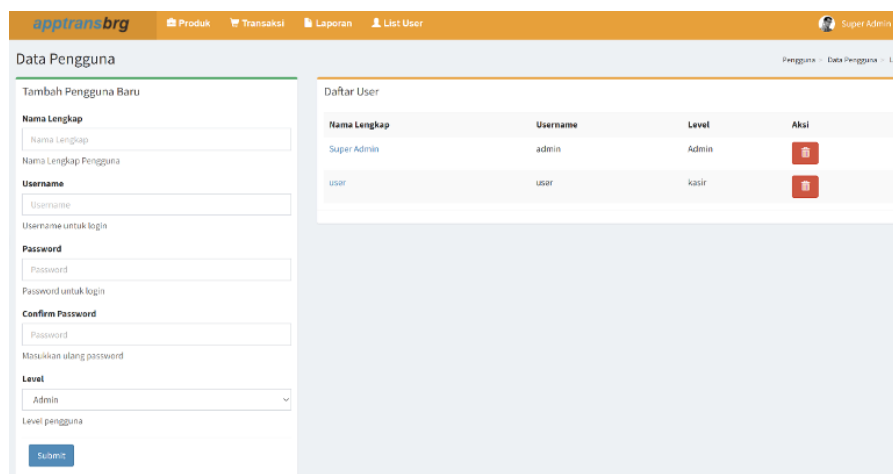 apptransbrg Produk Transaksi Laporan List User Super Admin
Data Pengguna
Pengguna > Data Pengguna >
Tambah Pengguna Baru
Nama Lengkap
Nama Lengkap
Nama Lengkap Pengguna
Username
Username
Username untuk login
Password
Password
Password untuk login
Confirm Password
Password
Masukkan ulang password
Level
Admin
Level pengguna
Submit
Daftar User
Nama Lengkap Username Level Aksi
Super Admin admin Admin
user user kasir